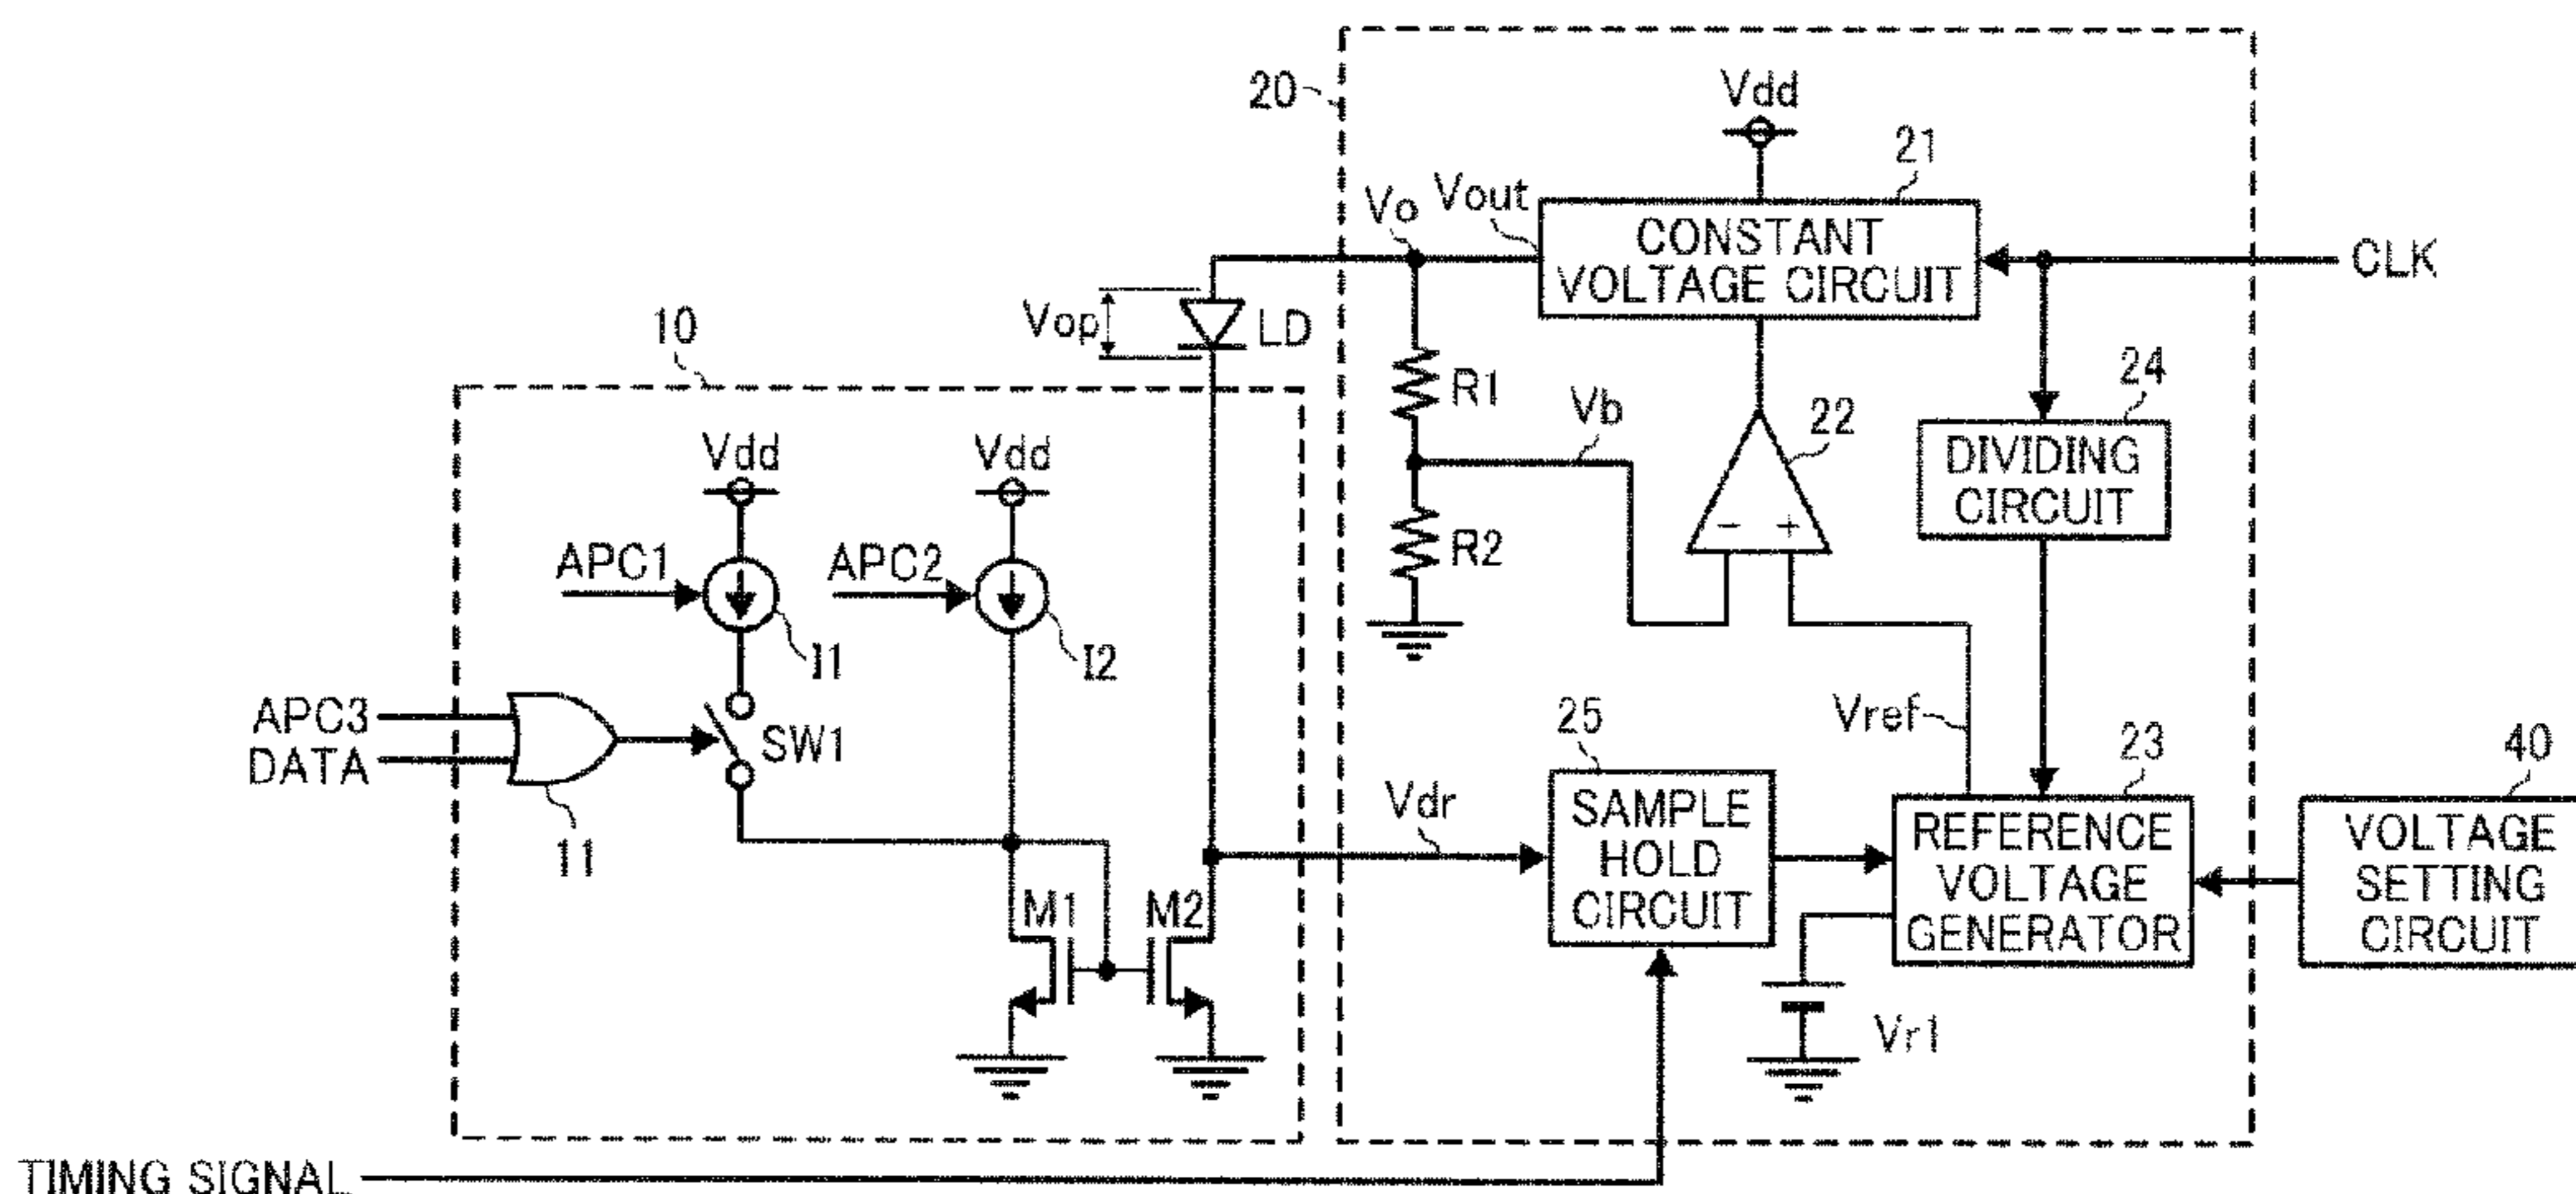 20
Vdd
21
Vo
Vout
CONSTANT
VOLTAGE CIRCUIT
CLK
Vop
LD
10
R1
Vb
22
24
DIVIDING
CIRCUIT
Vdd
Vdd
− +
R2
APC1
APC2
I1
I2
APC3
DATA
SW1
11
25
Vref
23
40
Vdr
SAMPLE
HOLD
CIRCUIT
REFERENCE
VOLTAGE
GENERATOR
VOLTAGE
SETTING
CIRCUIT
M1
M2
Vr1
TIMING SIGNAL